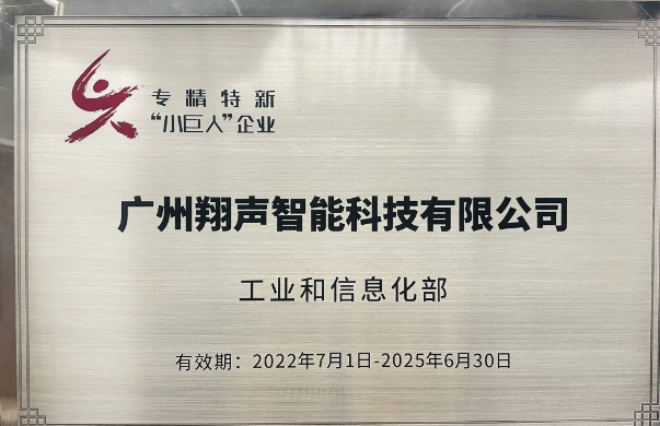 专精特新
“小巨人”企业
广州翔声智能科技有限公司
工业和信息化部
有效期：2022年7月1日-2025年6月30日